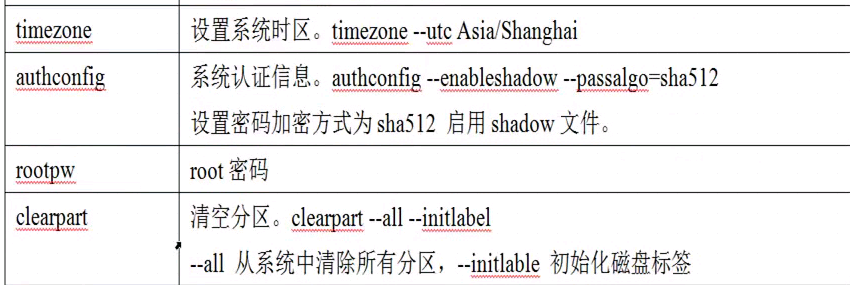 timezone 设置系统时区。timezone --utc Asia/Shanghai
authconfig 系统认证信息。authconfig --enableshadow --passalgo=sha512
设置密码加密方式为 sha512 启用 shadow 文件。
rootpw root 密码
clearpart 清空分区。clearpart --all --initlabel
--all 从系统中清除所有分区，--initlable 初始化磁盘标签